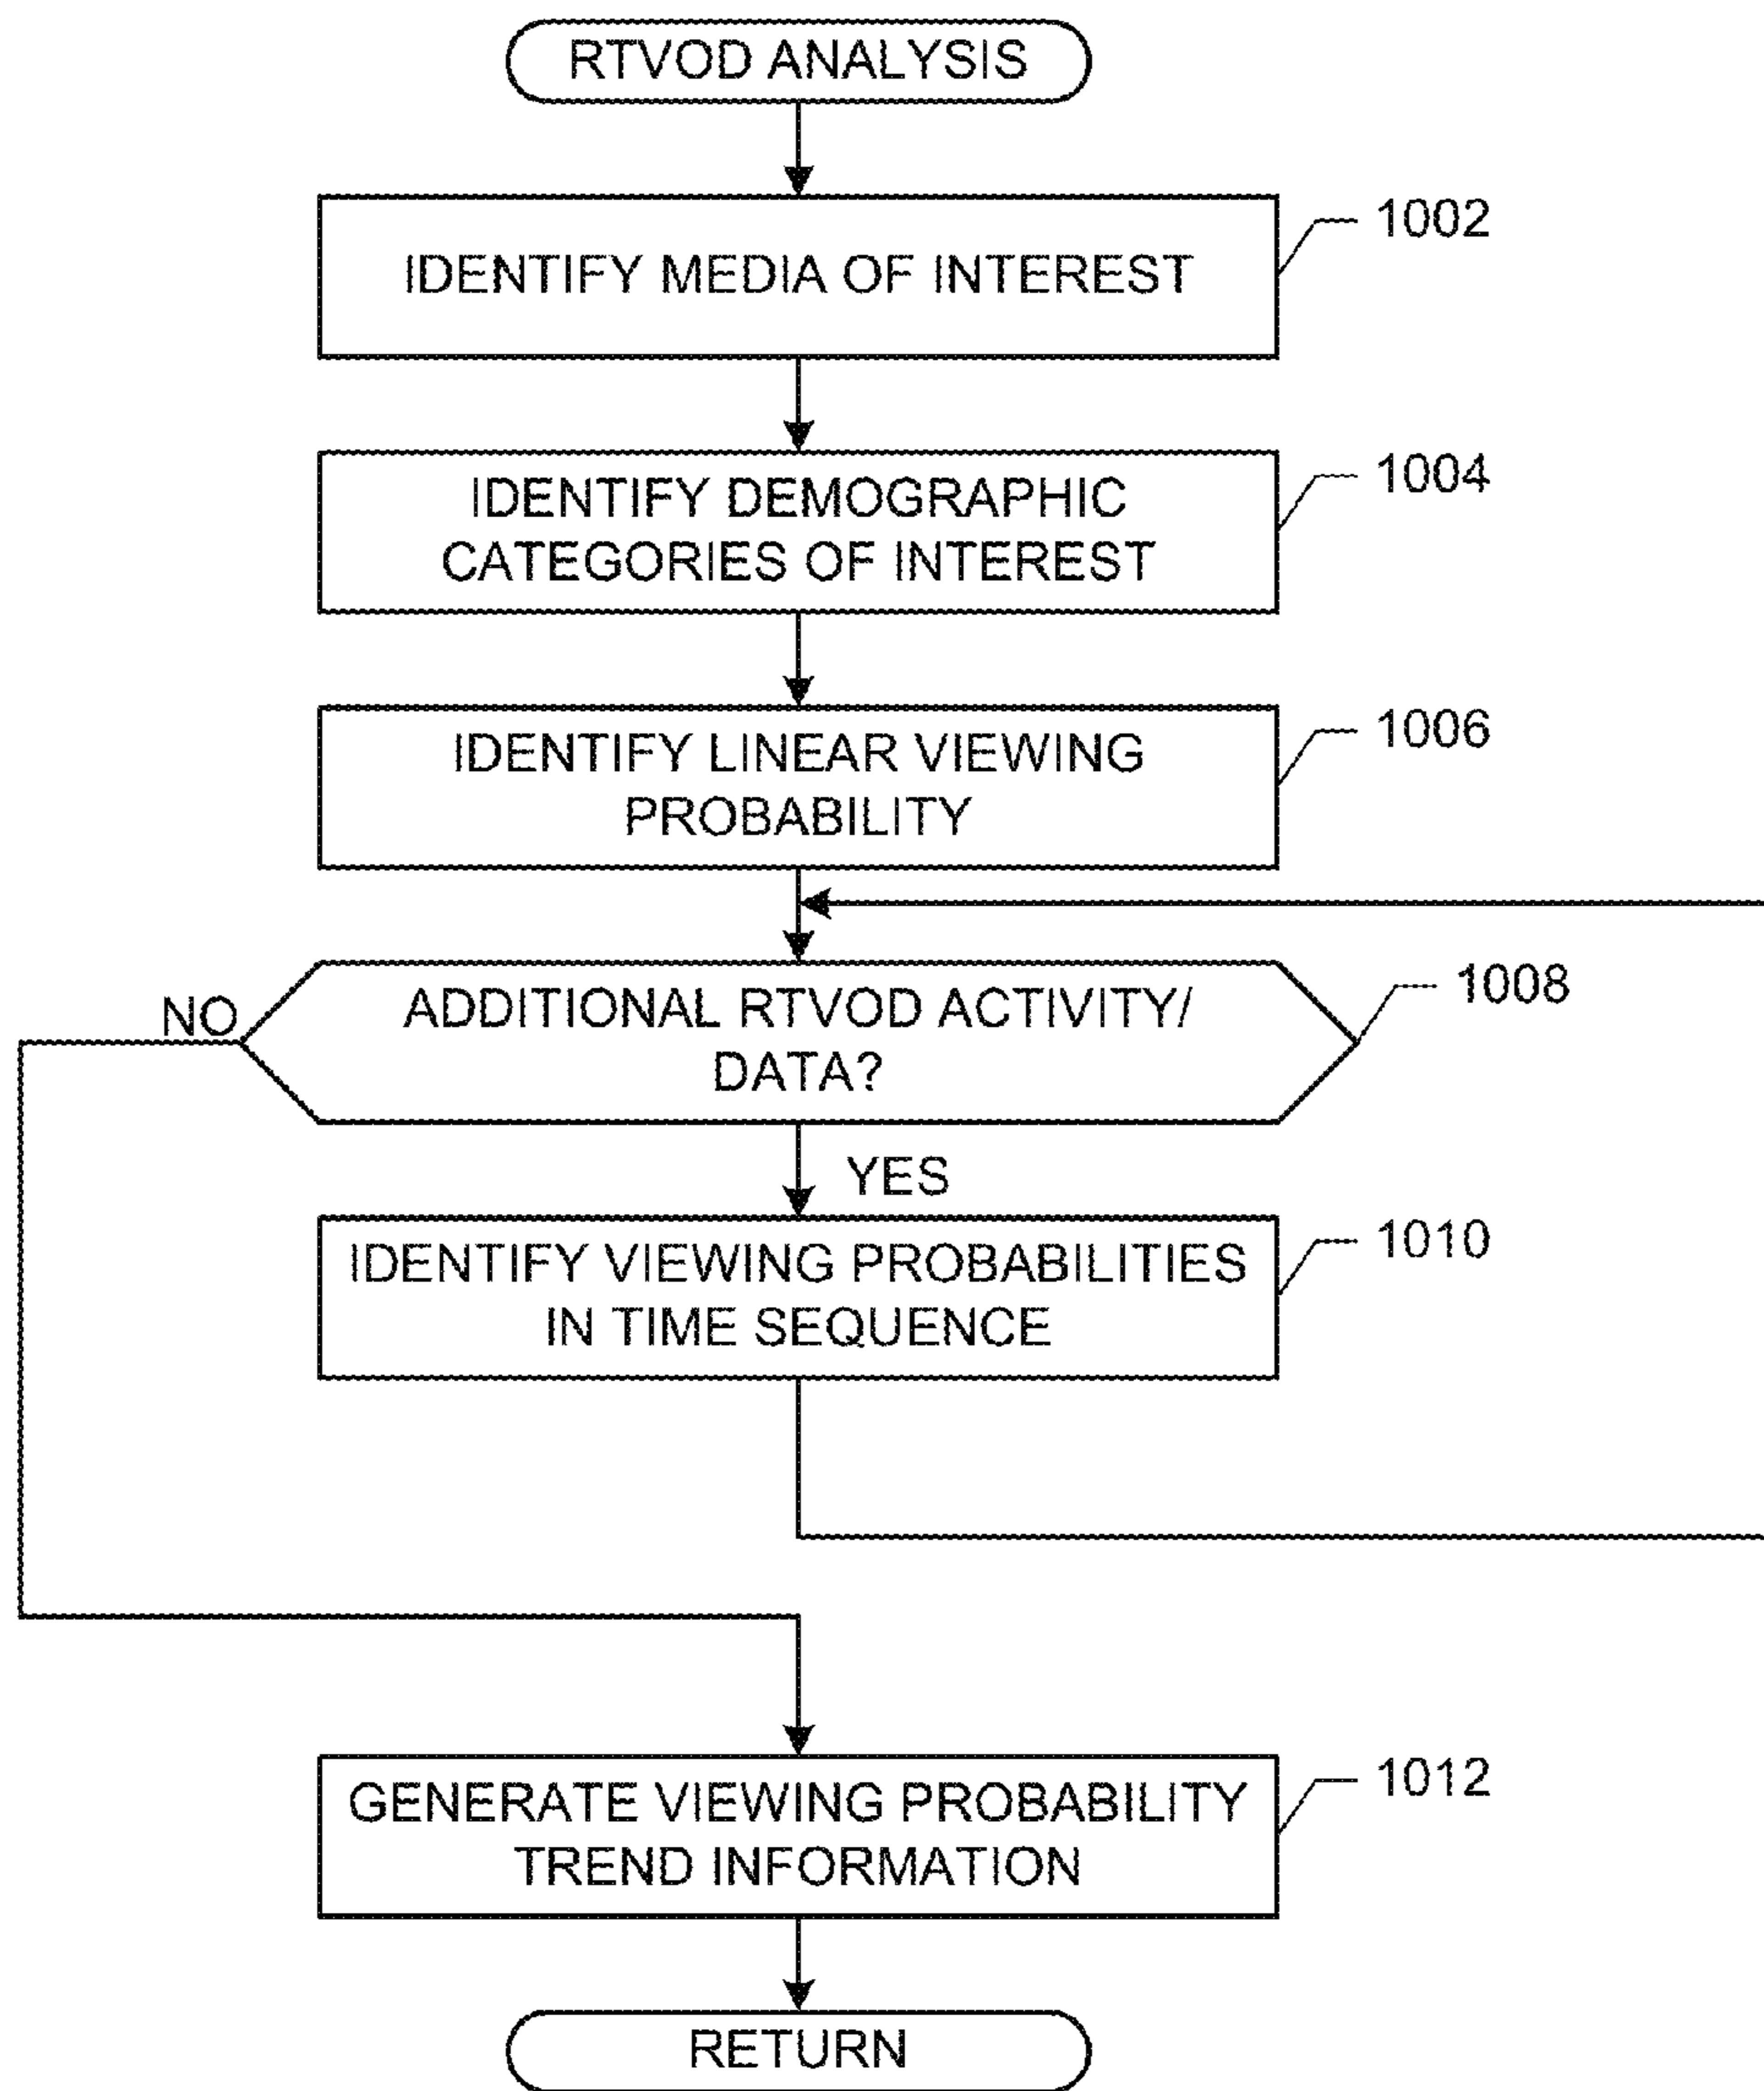 RTVOD ANALYSIS
IDENTIFY MEDIA OF INTEREST
1002
IDENTIFY DEMOGRAPHIC
CATEGORIES OF INTEREST
1004
IDENTIFY LINEAR VIEWING
PROBABILITY
1006
NO
ADDITIONAL RTVOD ACTIVITY/
DATA?
1008
YES
IDENTIFY VIEWING PROBABILITIES
IN TIME SEQUENCE
1010
GENERATE VIEWING PROBABILITY
TREND INFORMATION
1012
RETURN